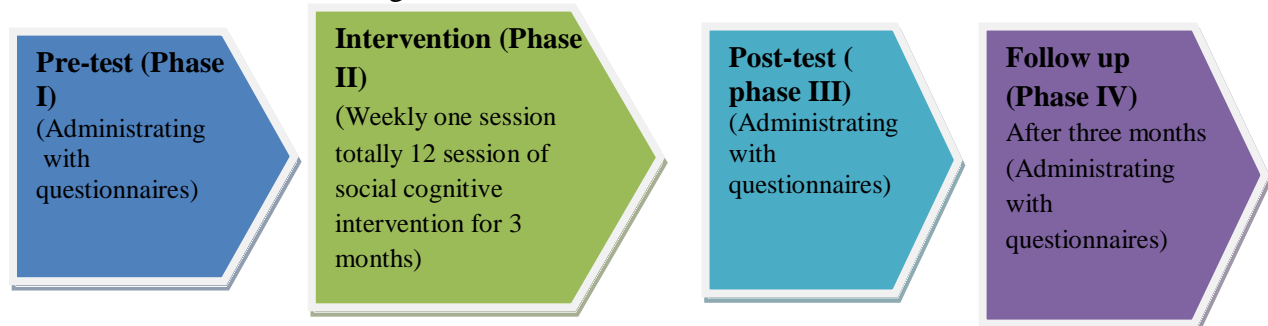 Pre-test (Phase
I)
(Administrating
with
questionnaires)
Intervention (Phase
II)
(Weekly one session
totally 12 session of
social cognitive
intervention for 3
months)
Post-test (
phase III)
(Administrating
with
questionnaires)
Follow up
(Phase IV)
After three months
(Administrating
with
questionnaires)